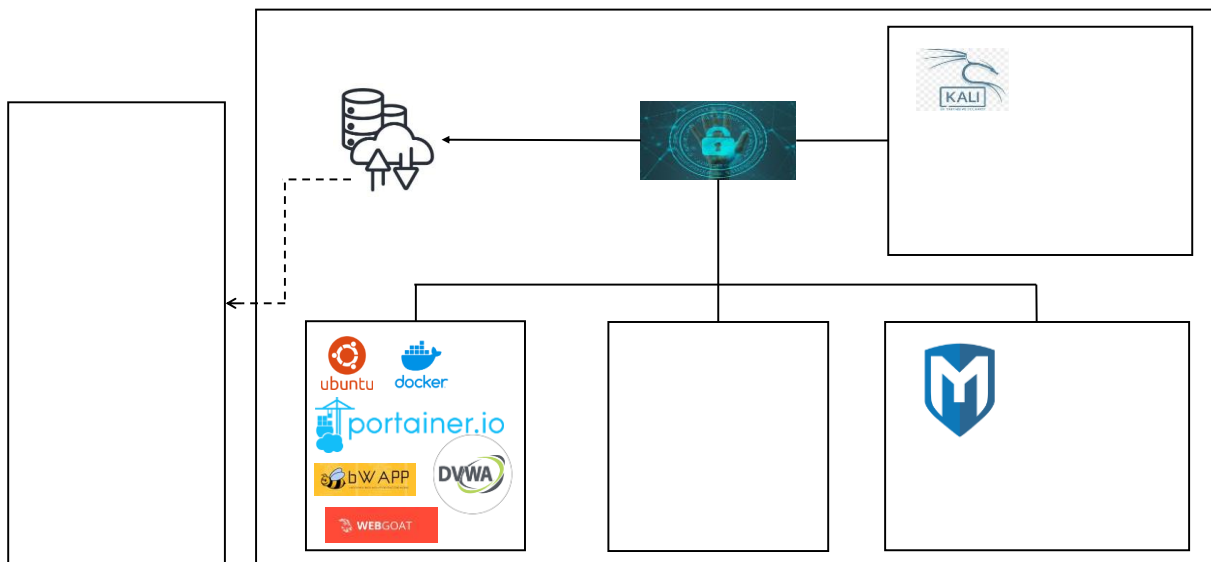 KALI
ubuntu
docker
portainer.io
bWAPP
DVWA
WEBGOAT